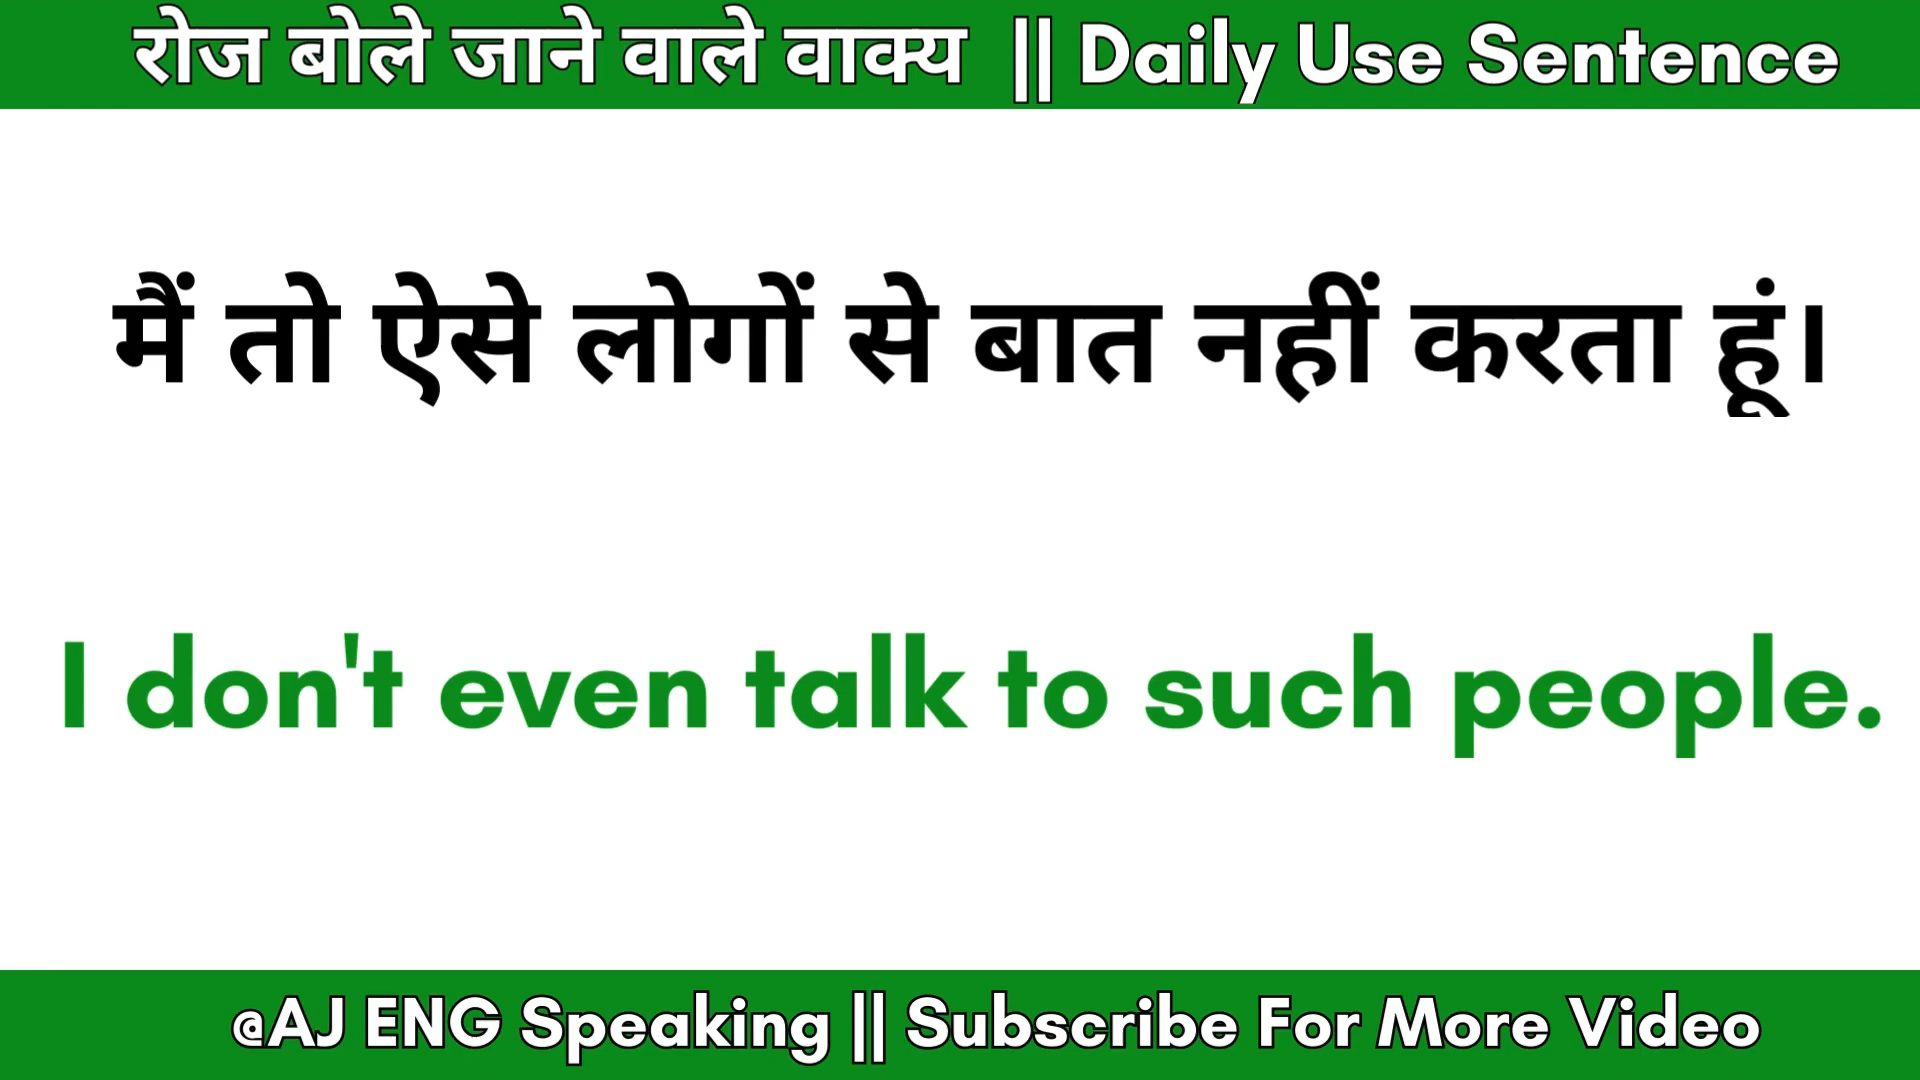 रोज बोले जाने वाले वाक्य || Daily Use Sentence
मैं तो ऐसे लोगों से बात नहीं करता हूं।
I don't even talk to such people.
@AJ ENG Speaking || Subscribe For More Video